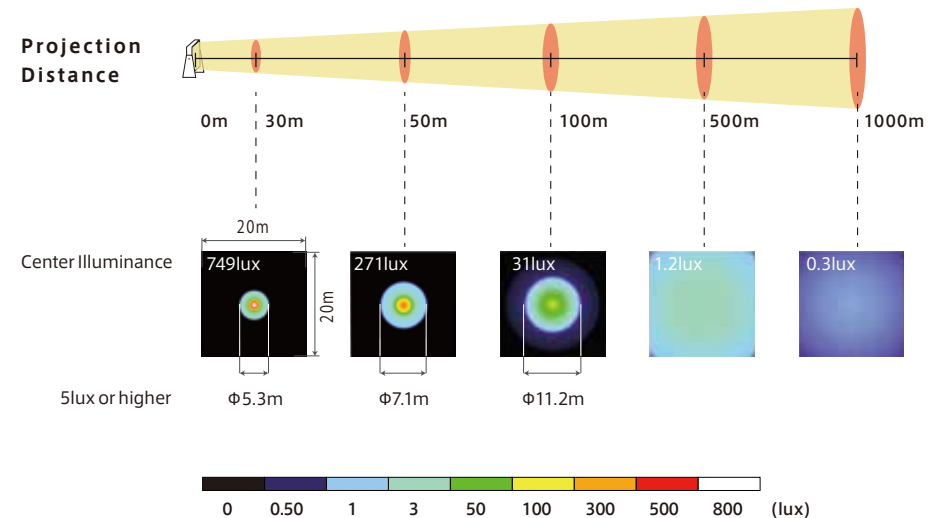 Projection
Distance
0m 30m 50m 100m 500m 1000m
20m
Center Illuminance 749lux 271lux 31lux 1.2lux 0.3lux
20m
5lux or higher Φ5.3m Φ7.1m Φ11.2m
0 0.50 1 3 50 100 300 500 800 (lux)